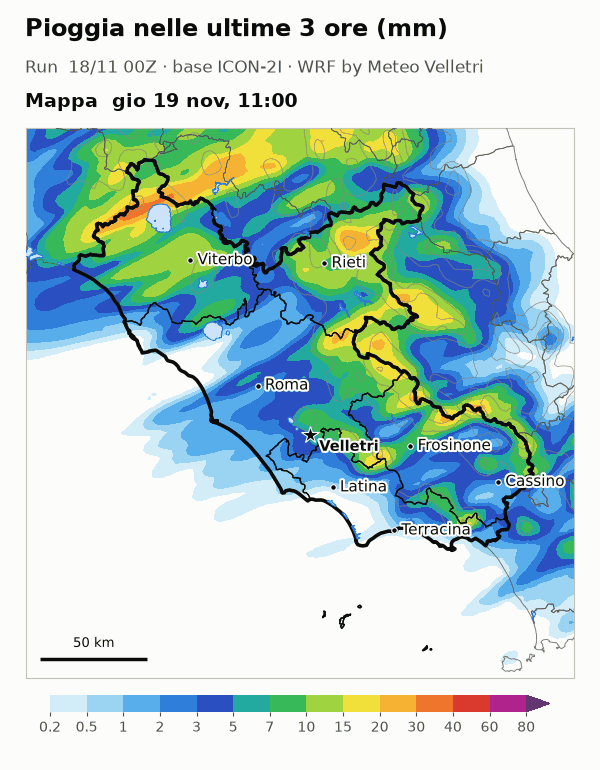 Pioggia nelle ultime 3 ore (mm)
Run  18/11 00Z · base ICON-2I · WRF by Meteo Velletri
Mappa  gio 19 nov, 11:00
Viterbo
Rieti
Roma
Velletri
Frosinone
Latina
Cassino
Terracina
50 km
0.2 0.5 1 2 3 5 7 10 15 20 30 40 60 80